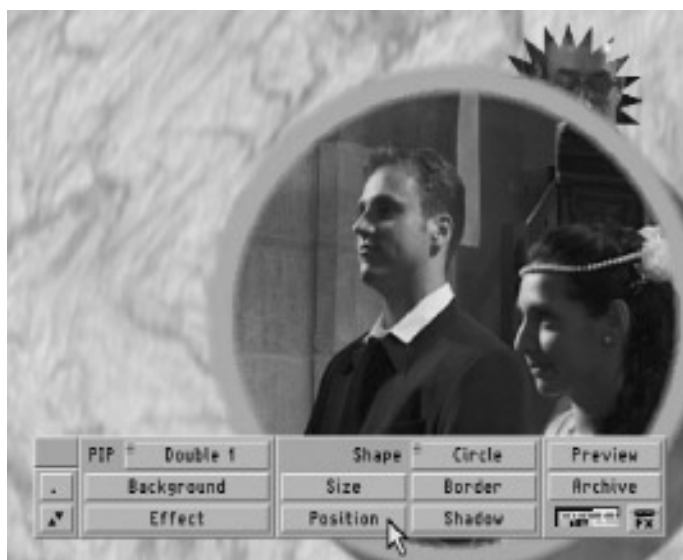 PIP Double 1 Shape Circle Preview
Background Size Border Archive
Effect Position Shadow FX